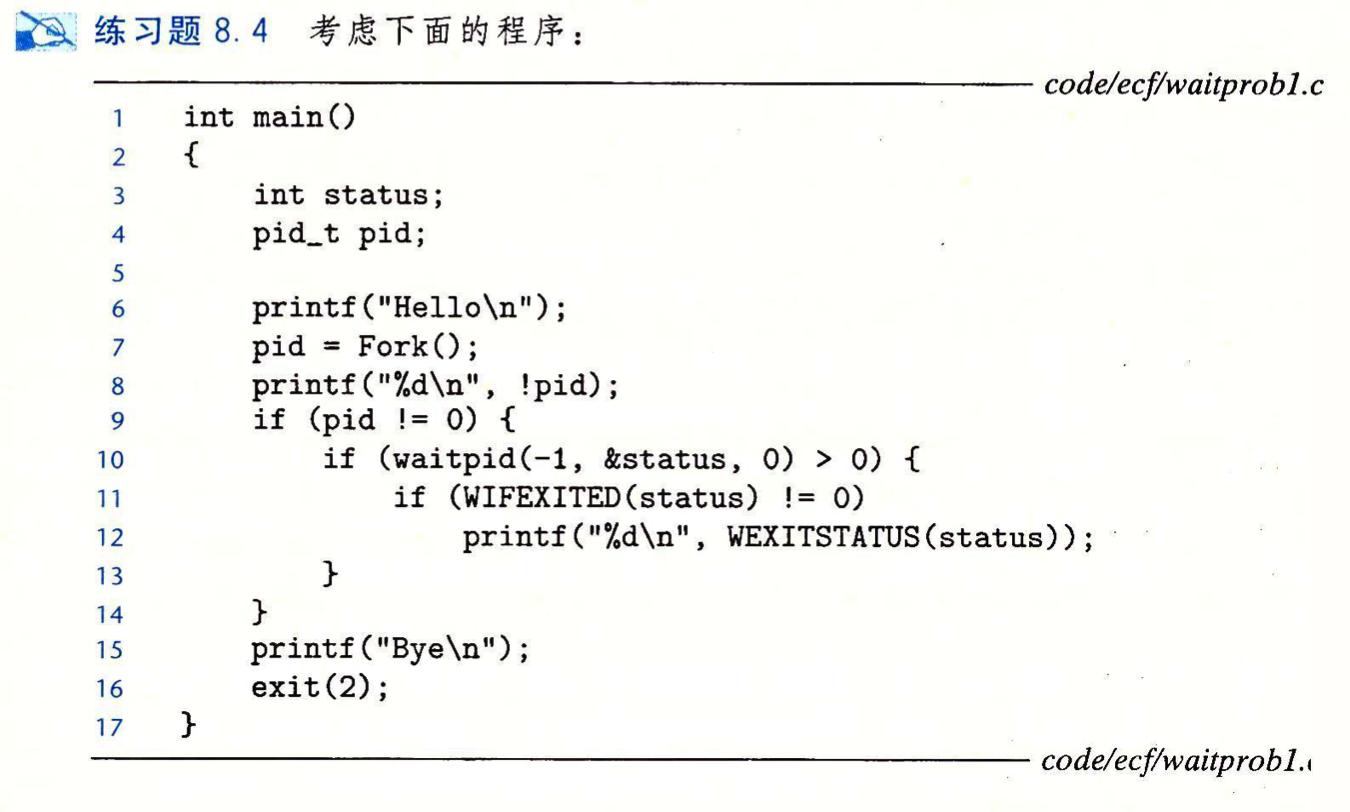 练习题 8.4 考虑下面的程序：
code/ecf/waitprob1.c
1 int main()
2 {
3     int status;
4     pid_t pid;
5
6     printf("Hello\n");
7     pid = Fork();
8     printf("%d\n", !pid);
9     if (pid != 0) {
10         if (waitpid(-1, &status, 0) > 0) {
11             if (WIFEXITED(status) != 0)
12                 printf("%d\n", WEXITSTATUS(status));
13         }
14     }
15     printf("Bye\n");
16     exit(2);
17 }
code/ecf/waitprob1.